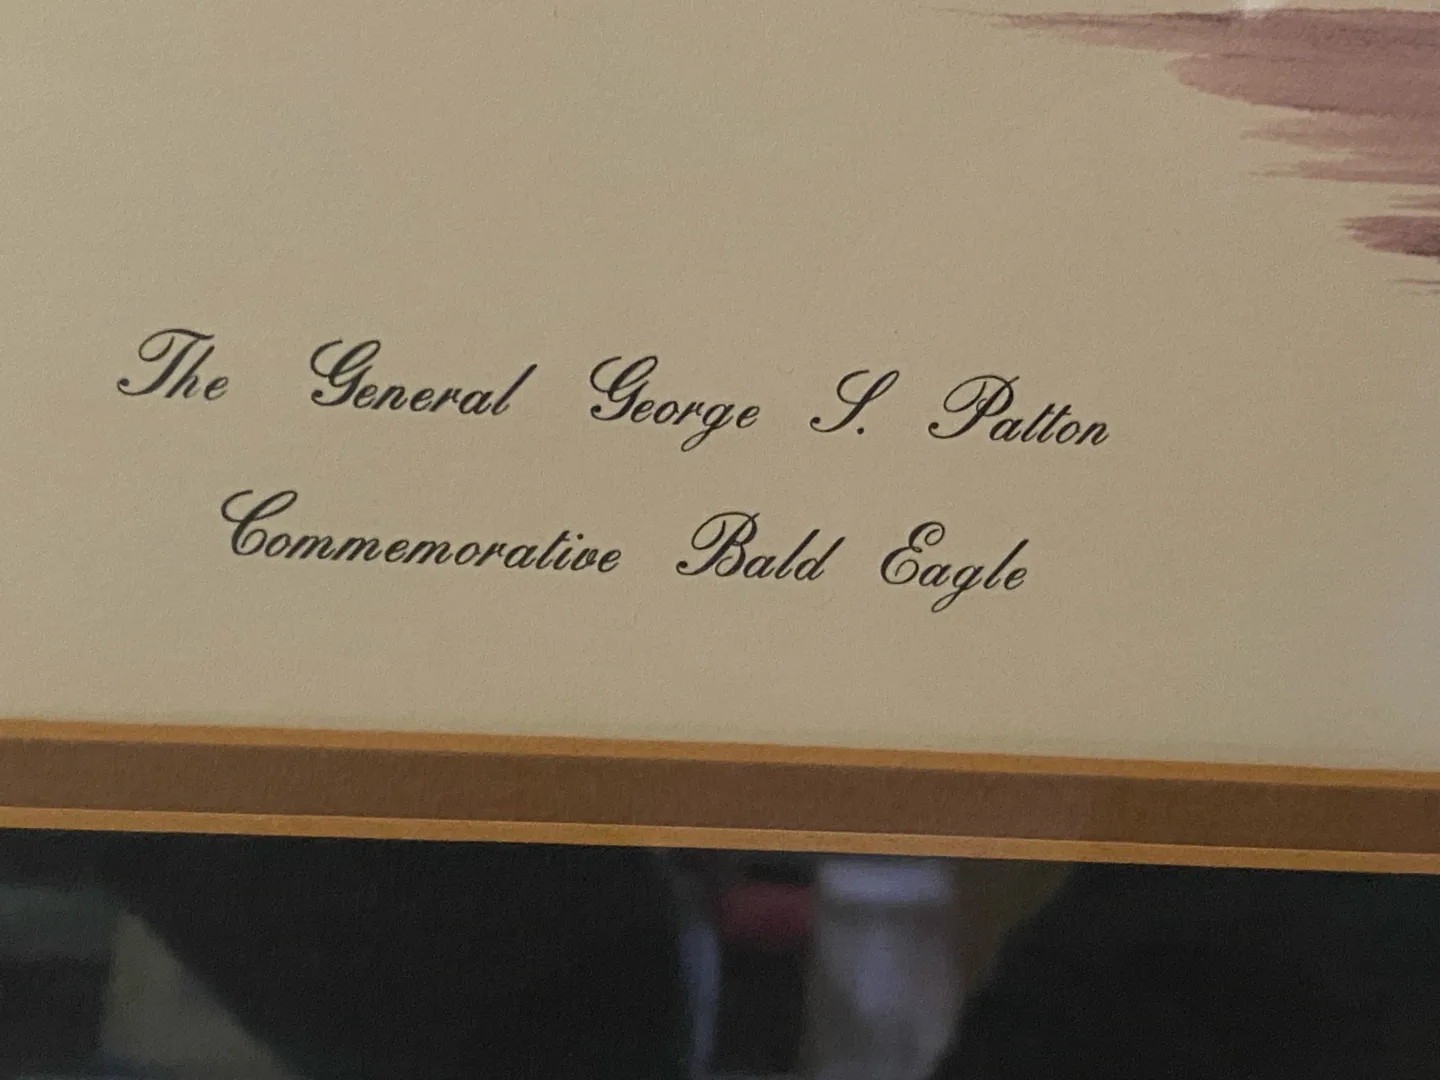 The General George S. Patton
Commemorative Bald Eagle